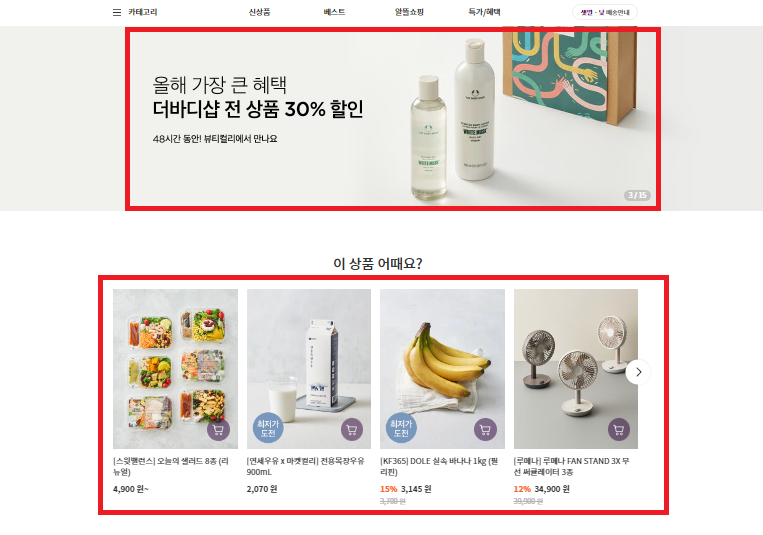 카테고리
신상품
베스트
알뜰쇼핑
특가/혜택
샛별 · 낮 배송안내
올해 가장 큰 혜택
더바디샵 전 상품 30% 할인
48시간 동안! 뷰티컬리에서 만나요
WHITE MUSK
WHITE MUSK
3 / 15
이 상품 어때요?
최저가
도전
최저가
도전
[스윗밸런스] 오늘의 샐러드 8종 (리
뉴얼)
4,900 원~
[연세우유 x 마켓컬리] 전용목장우유
900mL
2,070 원
[KF365] DOLE 실속 바나나 1kg (필
리핀)
15% 3,145 원
3,700 원
[루메나] 루메나 FAN STAND 3X 무
선 써큘레이터 3종
12% 34,900 원
39,900 원